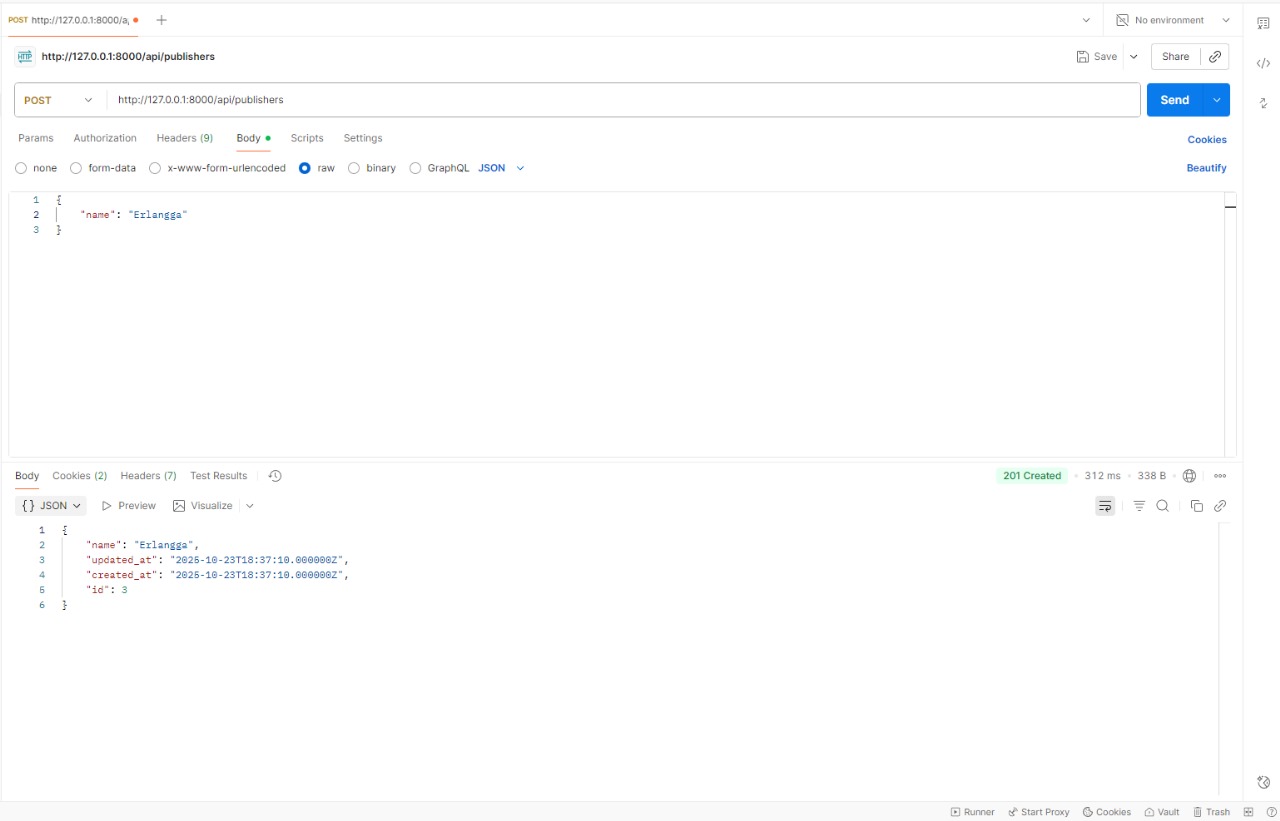 POST http://127.0.0.1:8000/a
No environment
HTTP http://127.0.0.1:8000/api/publishers
Save
Share
POST http://127.0.0.1:8000/api/publishers
Send
Params Authorization Headers (9) Body Scripts Settings
Cookies
none form-data x-www-form-urlencoded raw binary GraphQL JSON
Beautify
1 {
2 "name": "Erlangga"
3 }
Body Cookies (2) Headers (7) Test Results
201 Created 312 ms 338 B
{} JSON Preview Visualize
1 {
2 "name": "Erlangga",
3 "updated_at": "2025-10-23T18:37:10.000000Z",
4 "created_at": "2025-10-23T18:37:10.000000Z",
5 "id": 3
6 }
Runner Start Proxy Cookies Vault Trash